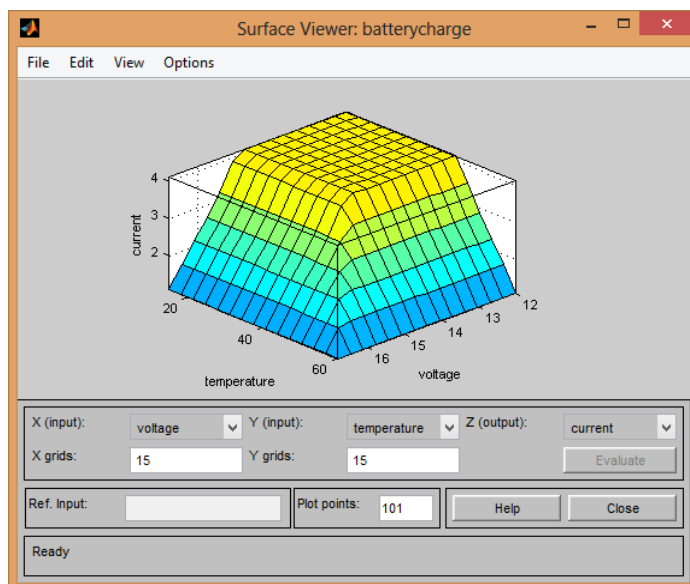 Surface Viewer: batterycharge
File Edit View Options
4
3
2
current
20
40
60
temperature
16
15
14
13
12
voltage
X (input): voltage Y (input): temperature Z (output): current
X grids: 15 Y grids: 15 Evaluate
Ref. Input: Plot points: 101 Help Close
Ready